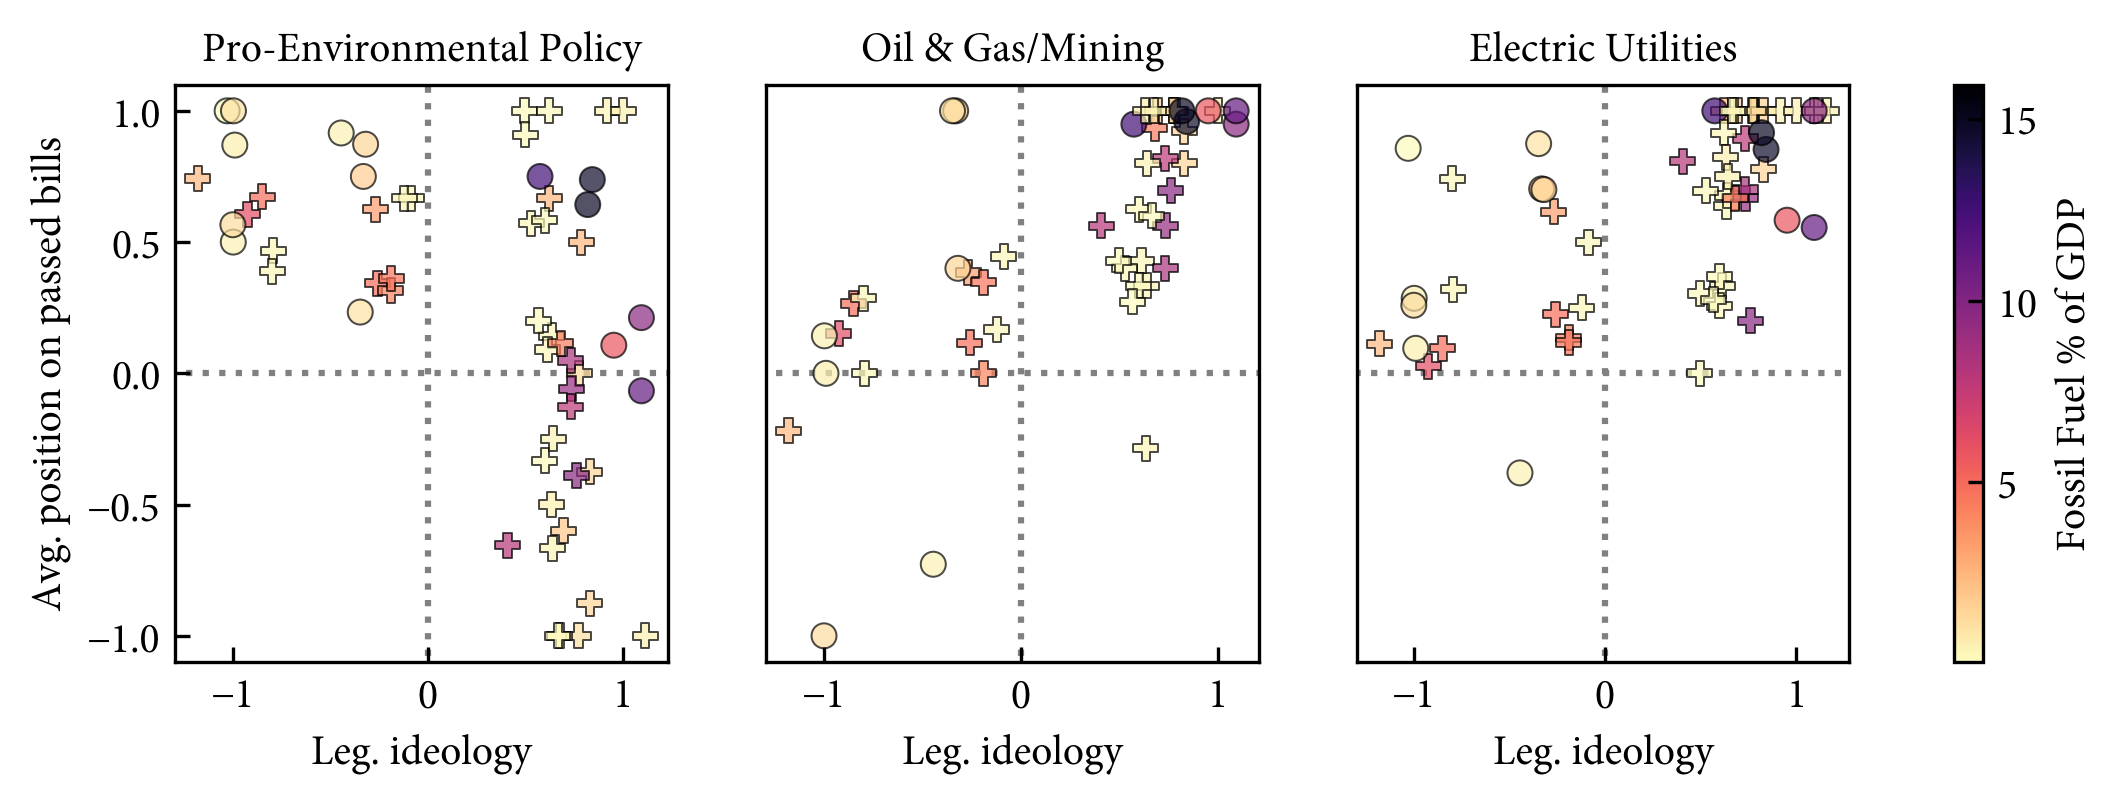 Pro-Environmental Policy
Oil & Gas/Mining
Electric Utilities
Avg. position on passed bills
1.0
0.5
0.0
−0.5
−1.0
−1 0 1
−1 0 1
−1 0 1
Leg. ideology
Leg. ideology
Leg. ideology
15
10
5
Fossil Fuel % of GDP